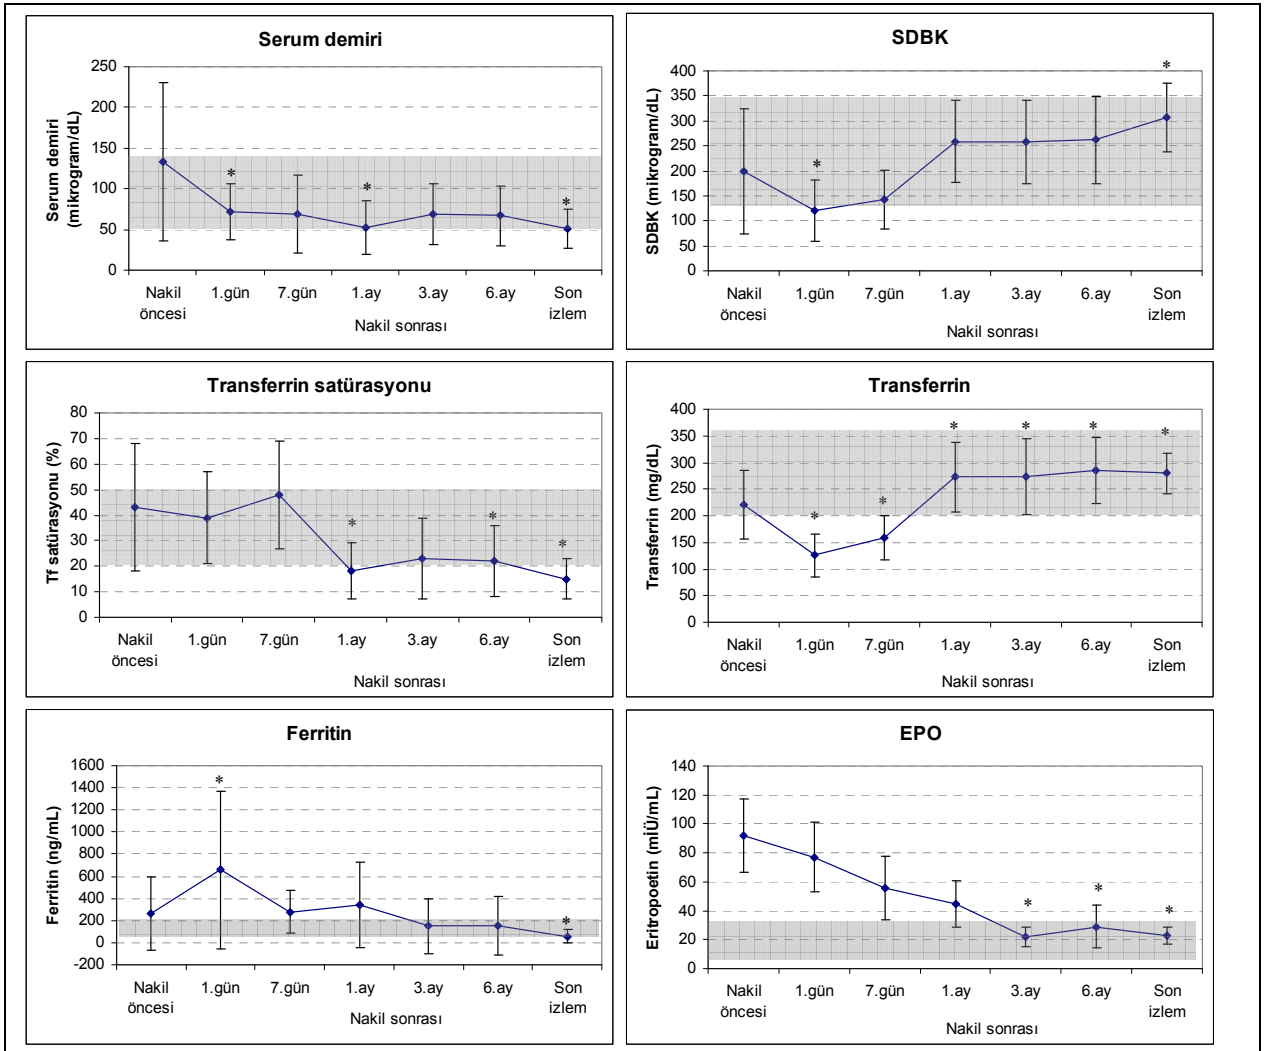 Serum demiri
Serum demiri
(mikrogram/dL)
250
200
150
100
50
0
*
*
*
Nakil öncesi
1.gün
7.gün
1.ay
3.ay
6.ay
Son izlem
Nakil sonrası
SDBK
SDBK (mikrogram/dL)
400
350
300
250
200
150
100
50
0
*
*
Nakil öncesi
1.gün
7.gün
1.ay
3.ay
6.ay
Son izlem
Nakil sonrası
Transferrin satürasyonu
Tf satürasyonu (%)
80
70
60
50
40
30
20
10
0
*
*
*
Nakil öncesi
1.gün
7.gün
1.ay
3.ay
6.ay
Son izlem
Nakil sonrası
Transferrin
Transferrin (mg/dL)
400
350
300
250
200
150
100
50
0
*
*
*
*
*
*
Nakil öncesi
1.gün
7.gün
1.ay
3.ay
6.ay
Son izlem
Nakil sonrası
Ferritin
Ferritin (ng/mL)
1600
1400
1200
1000
800
600
400
200
0
-200
*
*
Nakil öncesi
1.gün
7.gün
1.ay
3.ay
6.ay
Son izlem
Nakil sonrası
EPO
Eritropoetin (mİÜ/mL)
140
120
100
80
60
40
20
0
*
*
*
Nakil öncesi
1.gün
7.gün
1.ay
3.ay
6.ay
Son izlem
Nakil sonrası